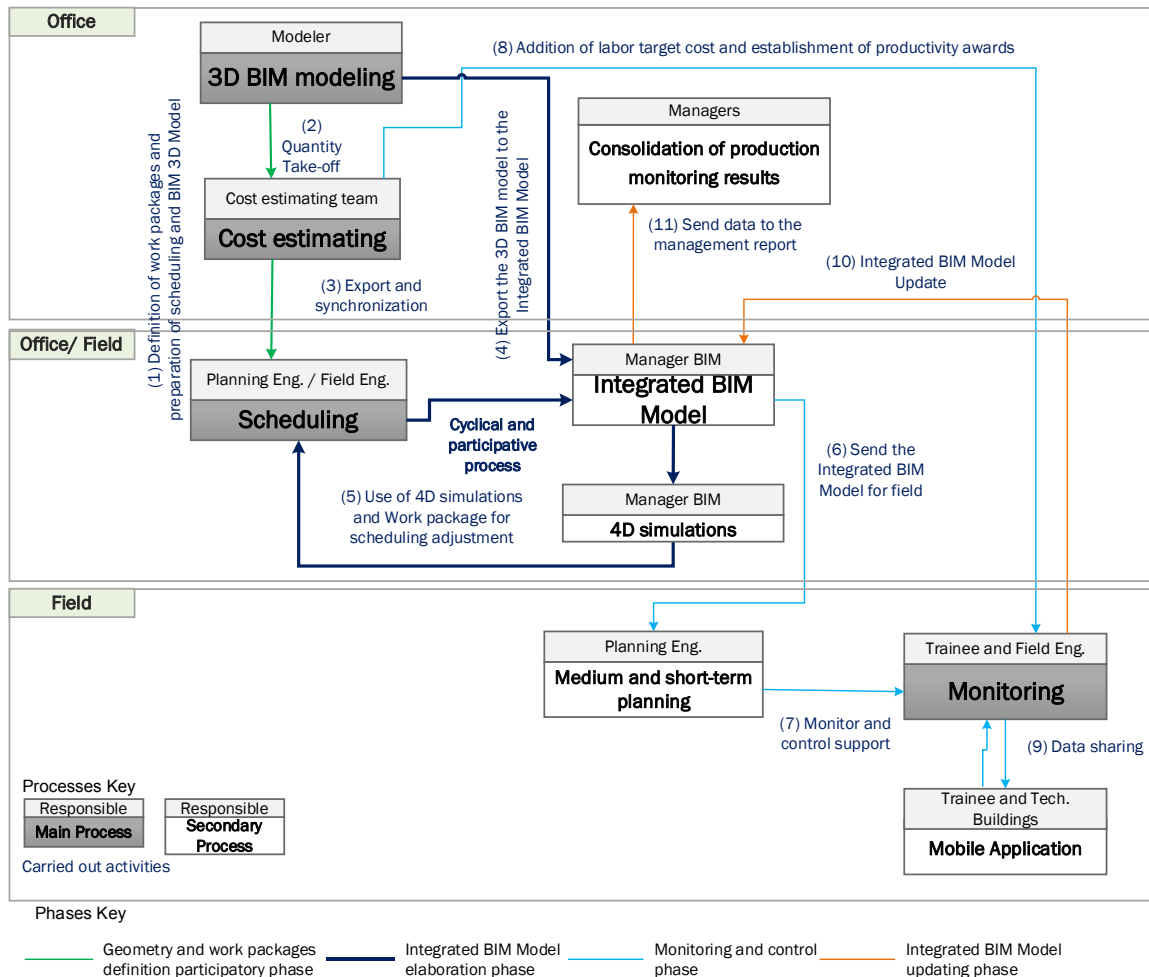 Office
Modeler
3D BIM modeling
(8) Addition of labor target cost and establishment of productivity awards
(1) Definition of work packages and
preparation of scheduling and BIM 3D Model
(2)
Quantity
Take-off
(4) Export the 3D BIM model to the
Integrated BIM Model
Managers
Consolidation of production
monitoring results
Cost estimating team
Cost estimating
(11) Send data to the
management report
(3) Export and
synchronization
(10) Integrated BIM Model
Update
Office/ Field
Planning Eng. / Field Eng.
Scheduling
Cyclical and
participative
process
Manager BIM
Integrated BIM
Model
(6) Send the
Integrated BIM
Model for field
(5) Use of 4D simulations
and Work package for
scheduling adjustment
Manager BIM
4D simulations
Field
Planning Eng.
Medium and short-term
planning
Trainee and Field Eng.
Monitoring
(7) Monitor and
control support
(9) Data sharing
Trainee and Tech.
Buildings
Mobile Application
Processes Key
Responsible
Main Process
Responsible
Secondary
Process
Carried out activities
Phases Key
Geometry and work packages
definition participatory phase
Integrated BIM Model
elaboration phase
Monitoring and control
phase
Integrated BIM Model
updating phase